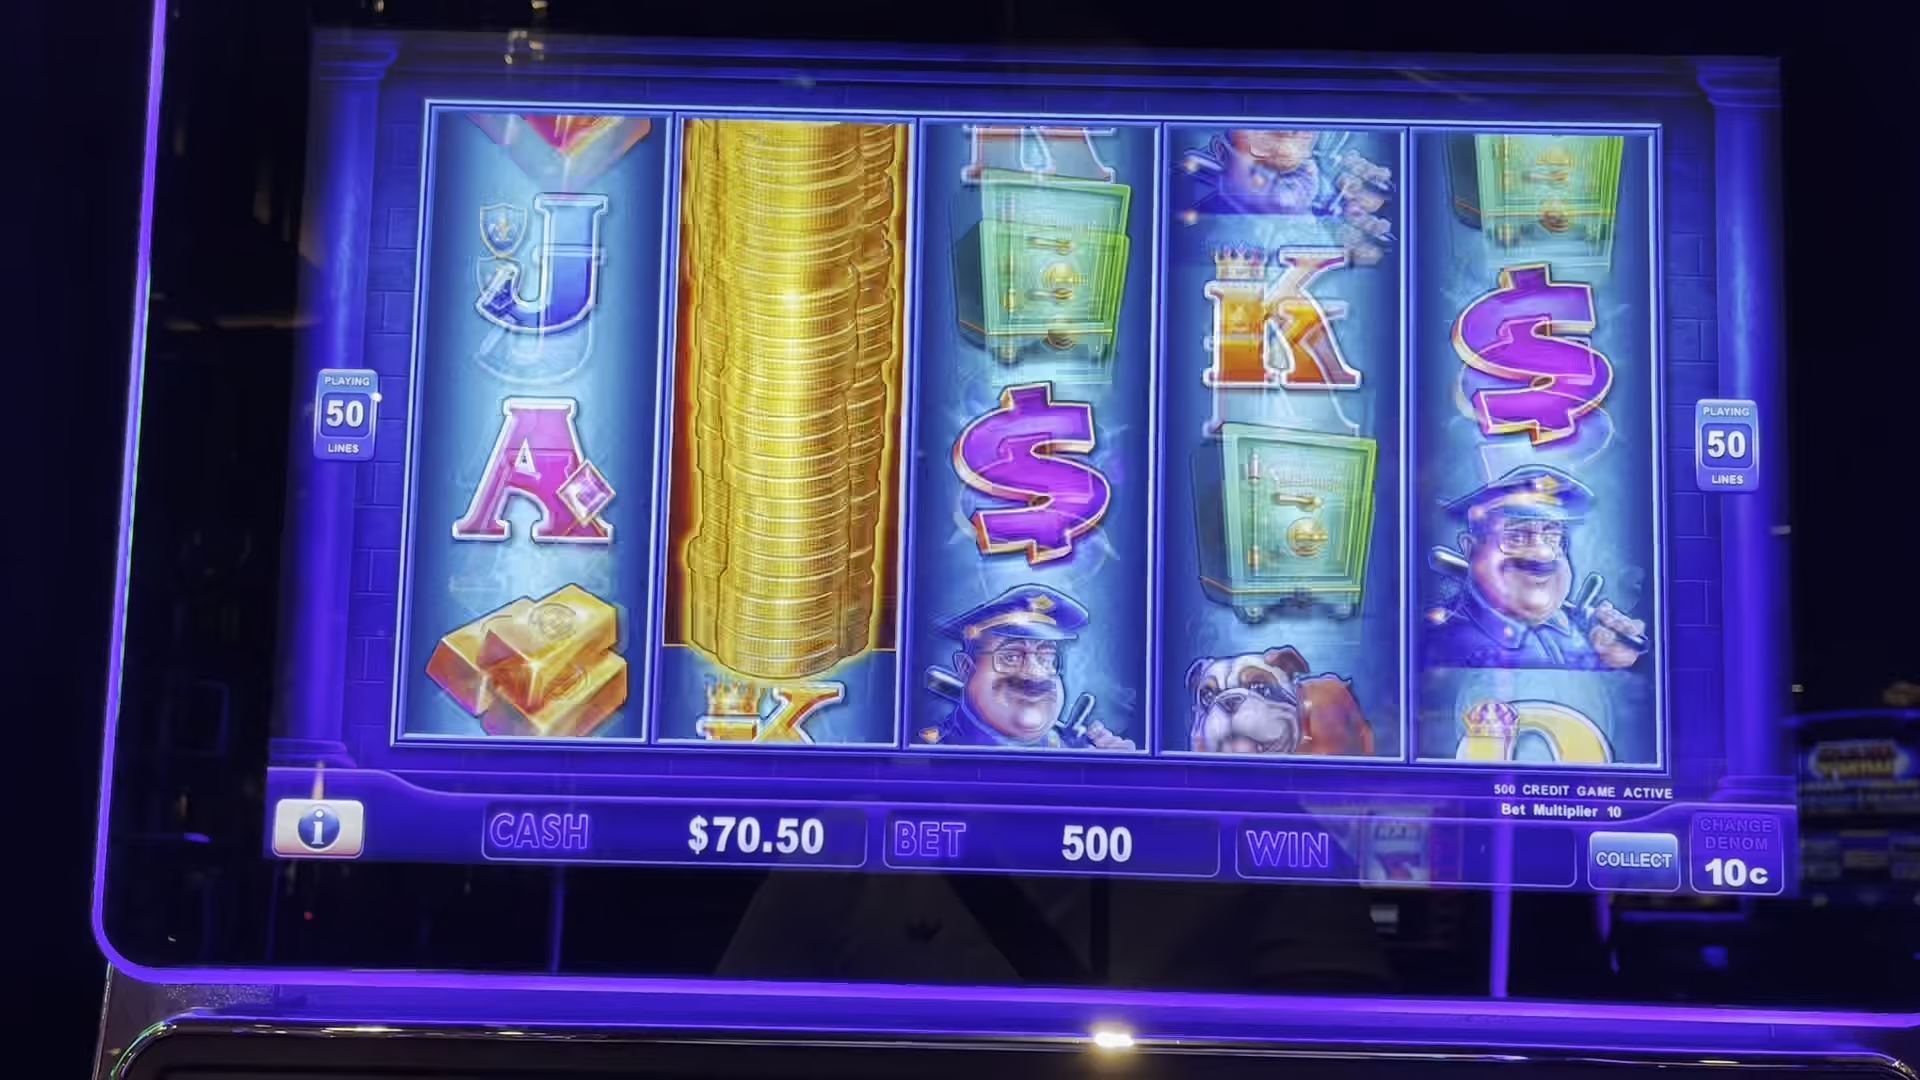 K
J
K
A
PLAYING
50
LINES
PLAYING
50
LINES
$
$
K
500 CREDIT GAME ACTIVE
Bet Multiplier 10
i
CASH $70.50 BET 500 WIN
COLLECT
CHANGE
DENOM
10c